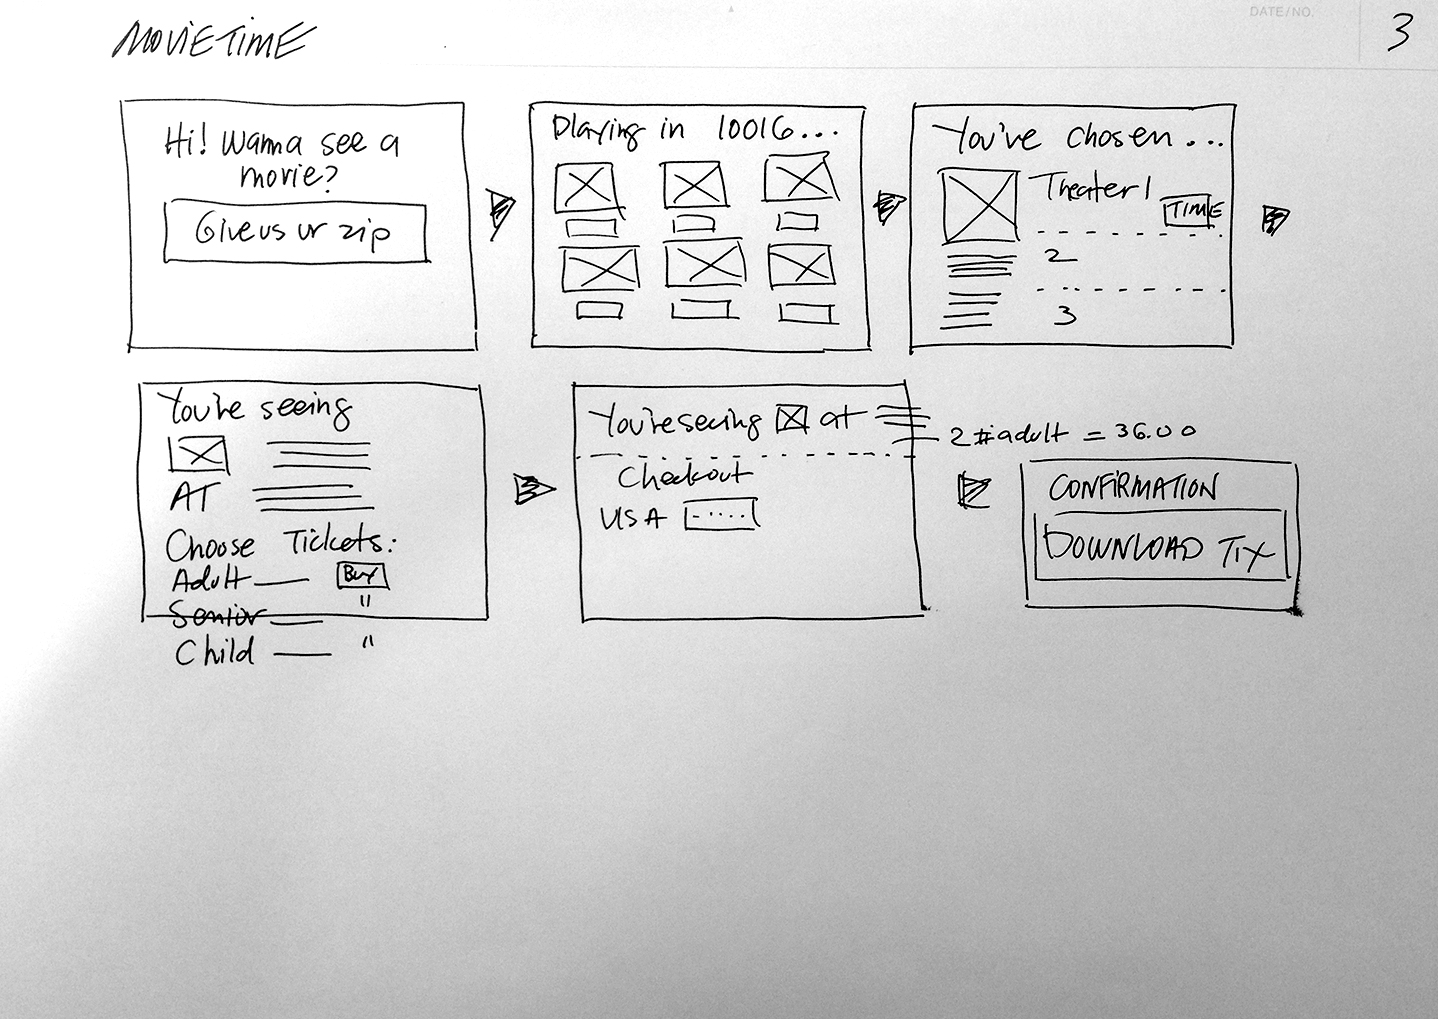 DATE/NO.
MOVIETIME
3
Hi! Wanna see a
movie?
Give us ur zip
Playing in 10016...
You've chosen...
Theater 1
TIME
2
3
You're seeing
AT
Choose Tickets:
Adult
Buy
Senior
"
Child
"
You're seeing
at
2 # adult = 36.00
Checkout
USA
CONFIRMATION
DOWNLOAD TIX